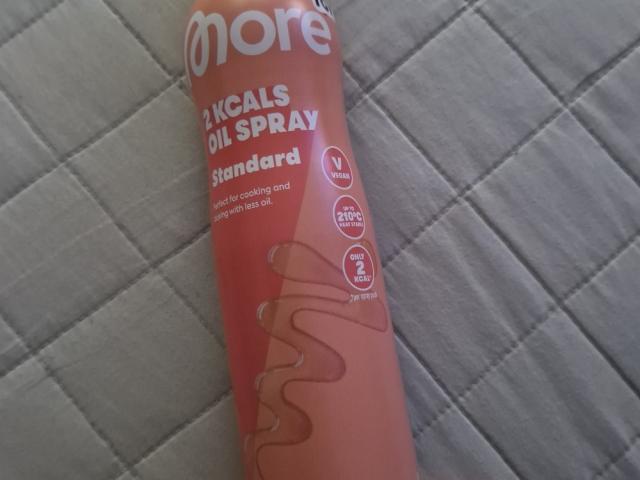 more
2 KCALS
OIL SPRAY
Standard
Perfect for cooking and
baking with less oil.
V
VEGAN
UP TO
210°C
HEAT STABLE
ONLY
2
KCAL*